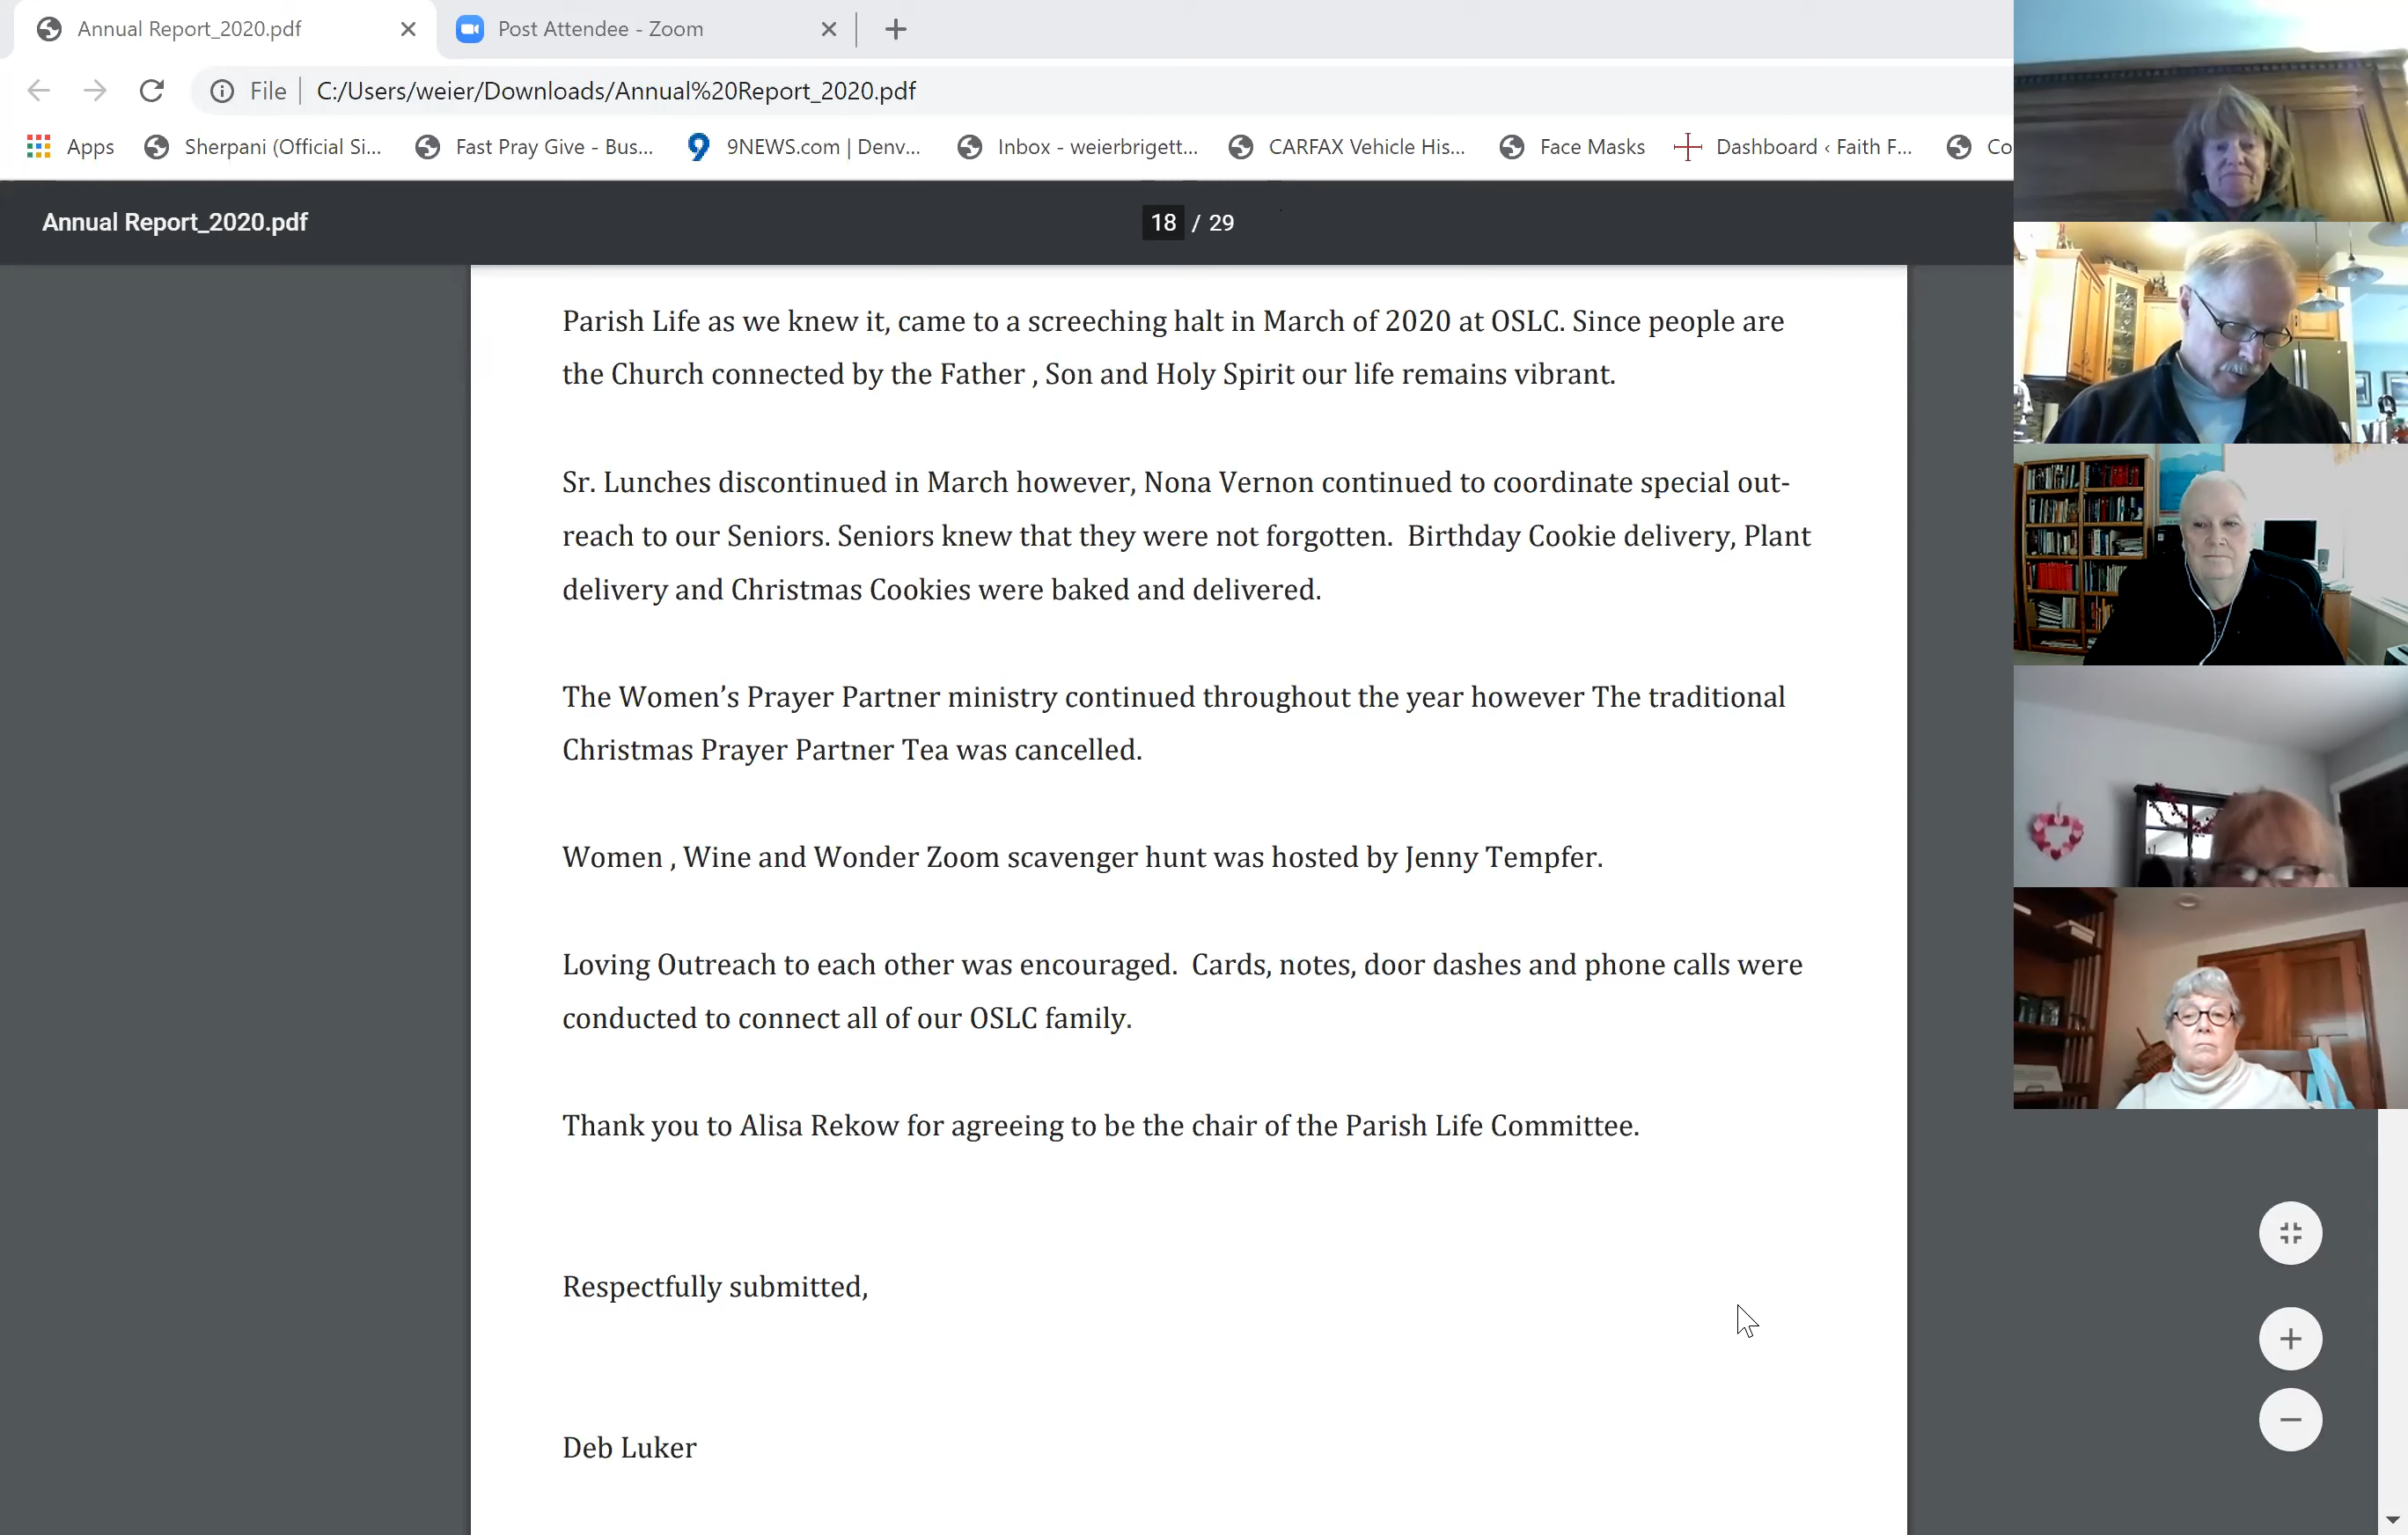 Annual Report_2020.pdf
Post Attendee - Zoom
File
C:/Users/weier/Downloads/Annual%20Report_2020.pdf
Apps
Sherpani (Official Si...
Fast Pray Give - Bus...
9NEWS.com | Denv...
Inbox - weierbrigett...
CARFAX Vehicle His...
Face Masks
Dashboard ‹ Faith F...
Co
Annual Report_2020.pdf
18 / 29
Parish Life as we knew it, came to a screeching halt in March of 2020 at OSLC. Since people are
the Church connected by the Father , Son and Holy Spirit our life remains vibrant.
Sr. Lunches discontinued in March however, Nona Vernon continued to coordinate special out-
reach to our Seniors. Seniors knew that they were not forgotten.  Birthday Cookie delivery, Plant
delivery and Christmas Cookies were baked and delivered.
The Women’s Prayer Partner ministry continued throughout the year however The traditional
Christmas Prayer Partner Tea was cancelled.
Women , Wine and Wonder Zoom scavenger hunt was hosted by Jenny Tempfer.
Loving Outreach to each other was encouraged.  Cards, notes, door dashes and phone calls were
conducted to connect all of our OSLC family.
Thank you to Alisa Rekow for agreeing to be the chair of the Parish Life Committee.
Respectfully submitted,
Deb Luker